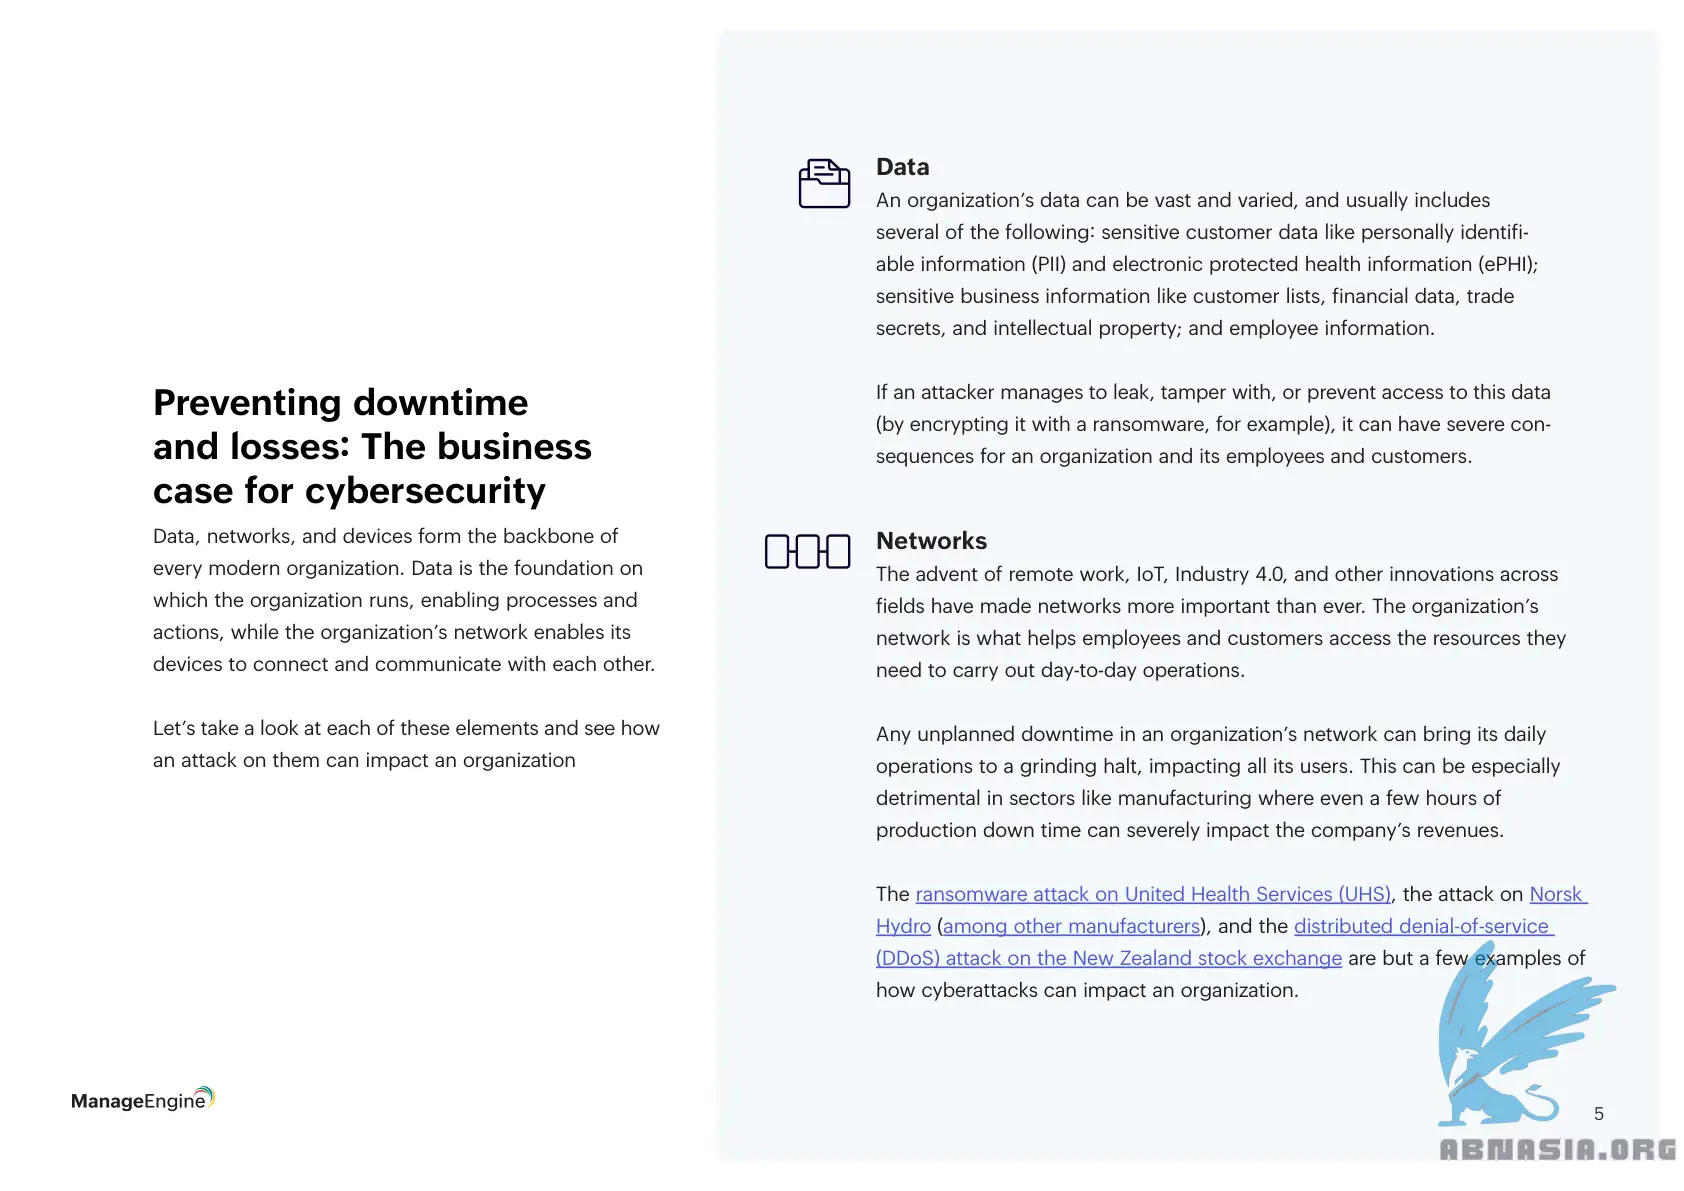 Preventing downtime
and losses: The business
case for cybersecurity
Data, networks, and devices form the backbone of
every modern organization. Data is the foundation on
which the organization runs, enabling processes and
actions, while the organization’s network enables its
devices to connect and communicate with each other.
Let’s take a look at each of these elements and see how
an attack on them can impact an organization
Data
An organization’s data can be vast and varied, and usually includes
several of the following: sensitive customer data like personally identifi-
able information (PII) and electronic protected health information (ePHI);
sensitive business information like customer lists, financial data, trade
secrets, and intellectual property; and employee information.
If an attacker manages to leak, tamper with, or prevent access to this data
(by encrypting it with a ransomware, for example), it can have severe con-
sequences for an organization and its employees and customers.
Networks
The advent of remote work, IoT, Industry 4.0, and other innovations across
fields have made networks more important than ever. The organization’s
network is what helps employees and customers access the resources they
need to carry out day-to-day operations.
Any unplanned downtime in an organization’s network can bring its daily
operations to a grinding halt, impacting all its users. This can be especially
detrimental in sectors like manufacturing where even a few hours of
production down time can severely impact the company’s revenues.
The ransomware attack on United Health Services (UHS), the attack on Norsk
Hydro (among other manufacturers), and the distributed denial-of-service
(DDoS) attack on the New Zealand stock exchange are but a few examples of
how cyberattacks can impact an organization.
ManageEngine
5
ABNASIA.ORG